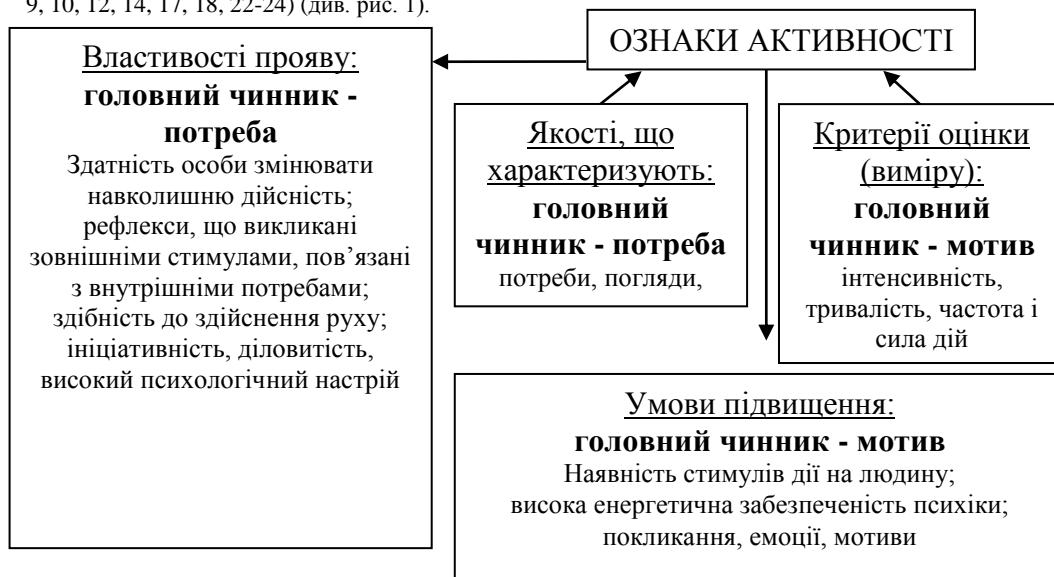 9, 10, 12, 14, 17, 18, 22-24) (див. рис. 1).
ОЗНАКИ АКТИВНОСТІ
Властивості прояву:
головний чинник -
потреба
Здатність особи змінювати
навколишню дійсність;
рефлекси, що викликані
зовнішніми стимулами, пов’язані
з внутрішніми потребами;
здібність до здійснення руху;
ініціативність, діловитість,
високий психологічний настрій
Якості, що
характеризують:
головний
чинник - потреба
потреби, погляди,
Критерії оцінки
(виміру):
головний
чинник - мотив
інтенсивність,
тривалість, частота і
сила дій
Умови підвищення:
головний чинник - мотив
Наявність стимулів дії на людину;
висока енергетична забезпеченість психіки;
покликання, емоції, мотиви